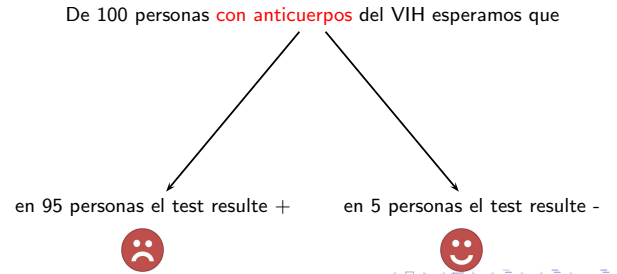 De 100 personas con anticuerpos del VIH esperamos que
en 95 personas el test resulte +
en 5 personas el test resulte -